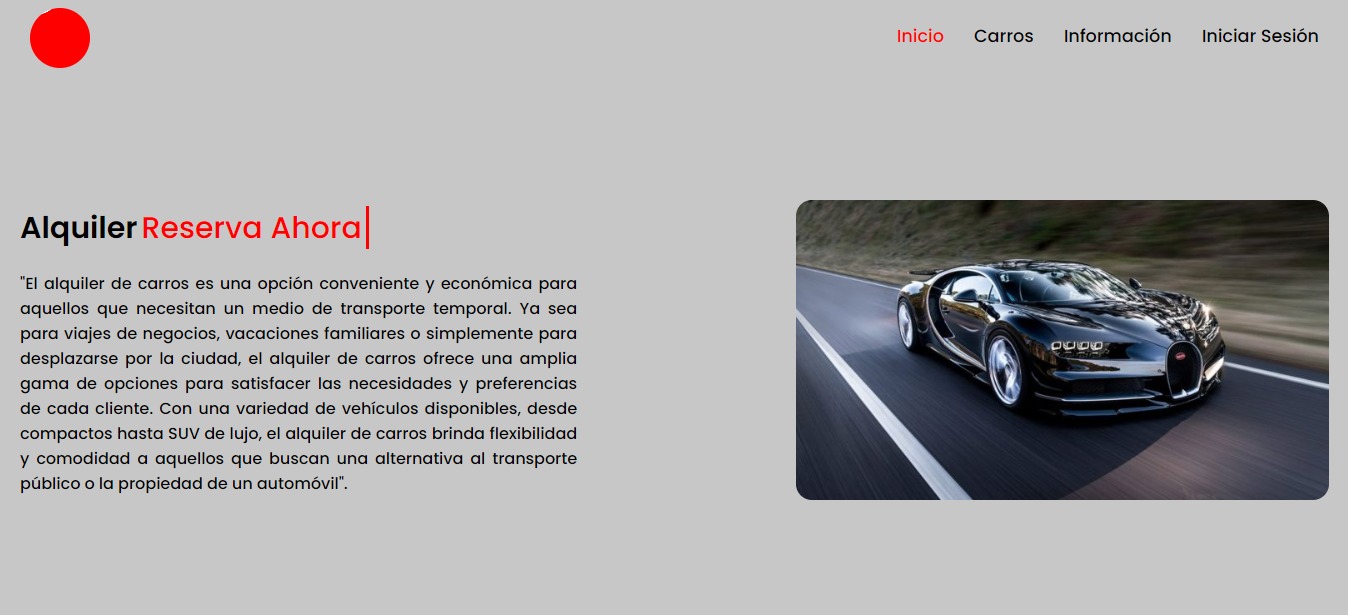 Inicio Carros Información Iniciar Sesión
Alquiler Reserva Ahora
"El alquiler de carros es una opción conveniente y económica para
aquellos que necesitan un medio de transporte temporal. Ya sea
para viajes de negocios, vacaciones familiares o simplemente para
desplazarse por la ciudad, el alquiler de carros ofrece una amplia
gama de opciones para satisfacer las necesidades y preferencias
de cada cliente. Con una variedad de vehículos disponibles, desde
compactos hasta SUV de lujo, el alquiler de carros brinda flexibilidad
y comodidad a aquellos que buscan una alternativa al transporte
público o la propiedad de un automóvil".